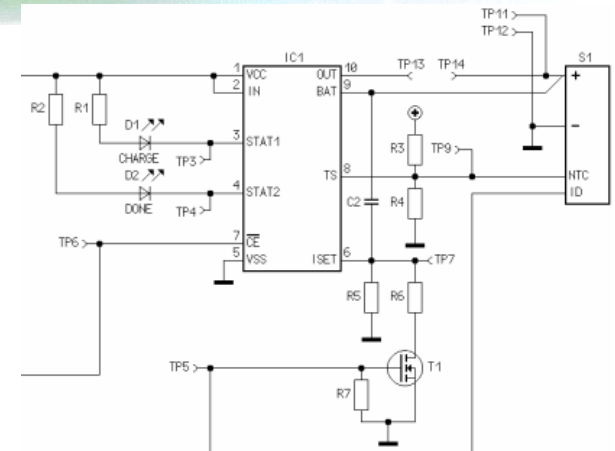 TP11
TP12
IC1
S1
1 VCC OUT 10 TP13 TP14
2 IN BAT 9 +
R2 R1 D1
3 STAT1 R3 TP9 -
CHARGE
TP3
D2 TS 8 NTC
4 STAT2 C2 R4 ID
DONE
TP4
TP6 7 CE
5 VSS ISET 6 TP7
R5 R6
TP5 T1
R7